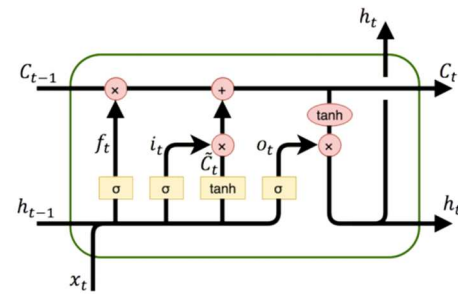 h_t
C_{t-1} × + C_t
tanh
f_t i_t × o_t ×
C̃_t
σ σ tanh σ
h_{t-1} h_t
x_t